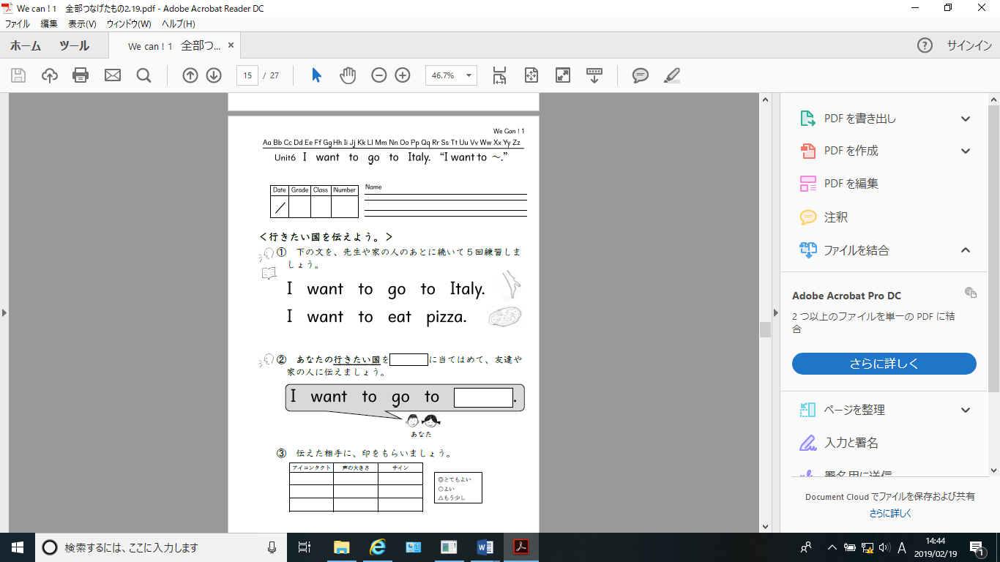 We can ! 1　全部つなげたもの2.19.pdf - Adobe Acrobat Reader DC
ファイル　編集　表示(V)　ウィンドウ(W)　ヘルプ(H)
ホーム　ツール　We can ! 1　全部つ... ×　?　サインイン
15 / 27　46.7%
We Can ! 1
Aa Bb Cc Dd Ee Ff Gg Hh Ii Jj Kk Ll Mm Nn Oo Pp Qq Rr Ss Tt Uu Vv Ww Xx Yy Zz
Unit6 I want to go to Italy. “I want to ～.”
Date Grade Class Number Name
／
＜行きたい国を伝えよう。＞
①　下の文を、先生や家の人のあとに続いて５回練習しま
しょう。
I want to go to Italy.
I want to eat pizza.
②　あなたの行きたい国を に当てはめて、友達や
家の人に伝えましょう。
I want to go to .
あなた
③　伝えた相手に、印をもらいましょう。
アイコンタクト 声の大きさ サイン
◎とてもよい
○よい
△もう少し
PDF を書き出し
PDF を作成
PDF を編集
注釈
ファイルを結合
Adobe Acrobat Pro DC
2 つ以上のファイルを単一の PDF に結
合
さらに詳しく
ページを整理
入力と署名
署名用に送信
Document Cloud でファイルを保存および共有
さらに詳しく
検索するには、ここに入力します
A
14:44
2019/02/19
1